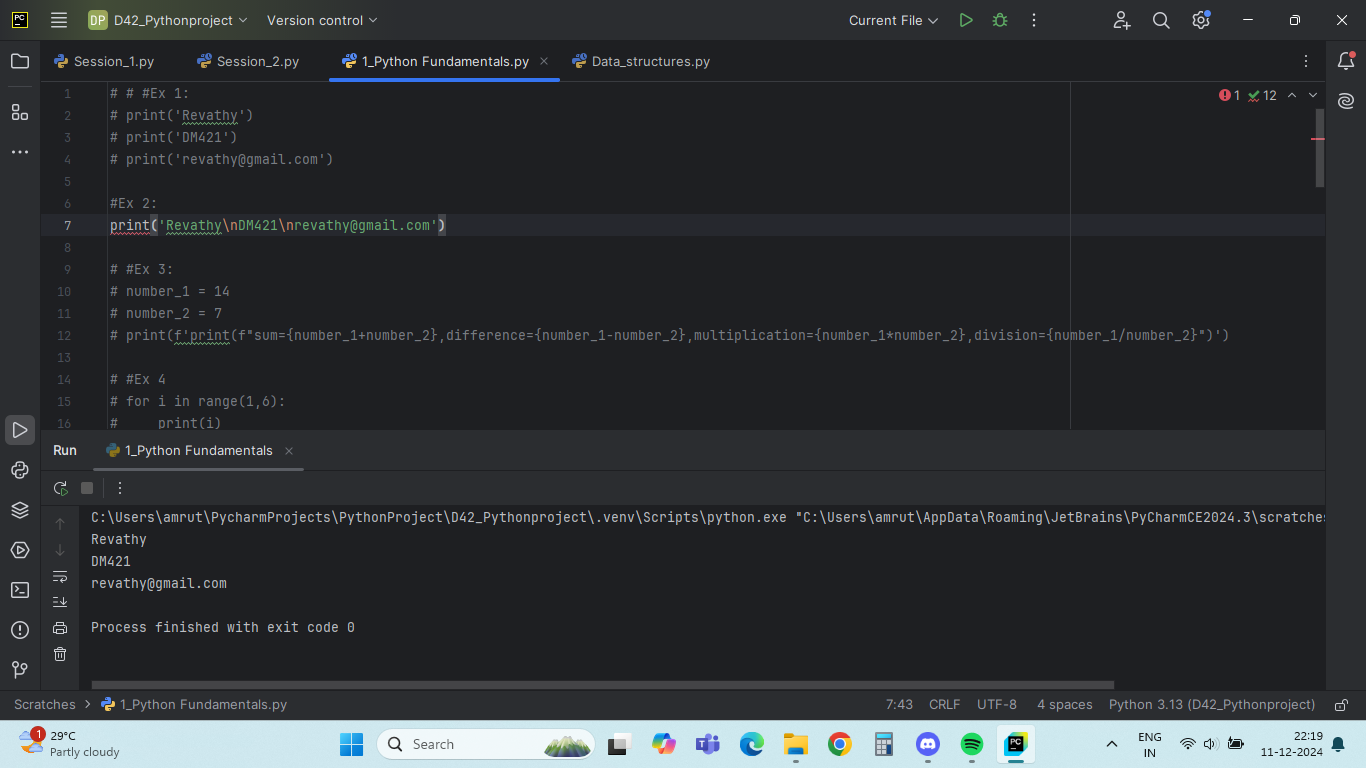 PC
DP D42_Pythonproject Version control Current File
Session_1.py Session_2.py 1_Python Fundamentals.py Data_structures.py
1 12
1 # # #Ex 1:
2 # print('Revathy')
3 # print('DM421')
4 # print('revathy@gmail.com')
5
6 #Ex 2:
7 print('Revathy\nDM421\nrevathy@gmail.com')
8
9 # #Ex 3:
10 # number_1 = 14
11 # number_2 = 7
12 # print(f'print(f"sum={number_1+number_2},difference={number_1-number_2},multiplication={number_1*number_2},division={number_1/number_2}")')
13
14 # #Ex 4
15 # for i in range(1,6):
16 #     print(i)
Run 1_Python Fundamentals
C:\Users\amrut\PycharmProjects\PythonProject\D42_Pythonproject\.venv\Scripts\python.exe "C:\Users\amrut\AppData\Roaming\JetBrains\PyCharmCE2024.3\scratches
Revathy
DM421
revathy@gmail.com
Process finished with exit code 0
Scratches 1_Python Fundamentals.py 7:43 CRLF UTF-8 4 spaces Python 3.13 (D42_Pythonproject)
1 29°C
Partly cloudy
Search
PC
ENG
IN
22:19
11-12-2024